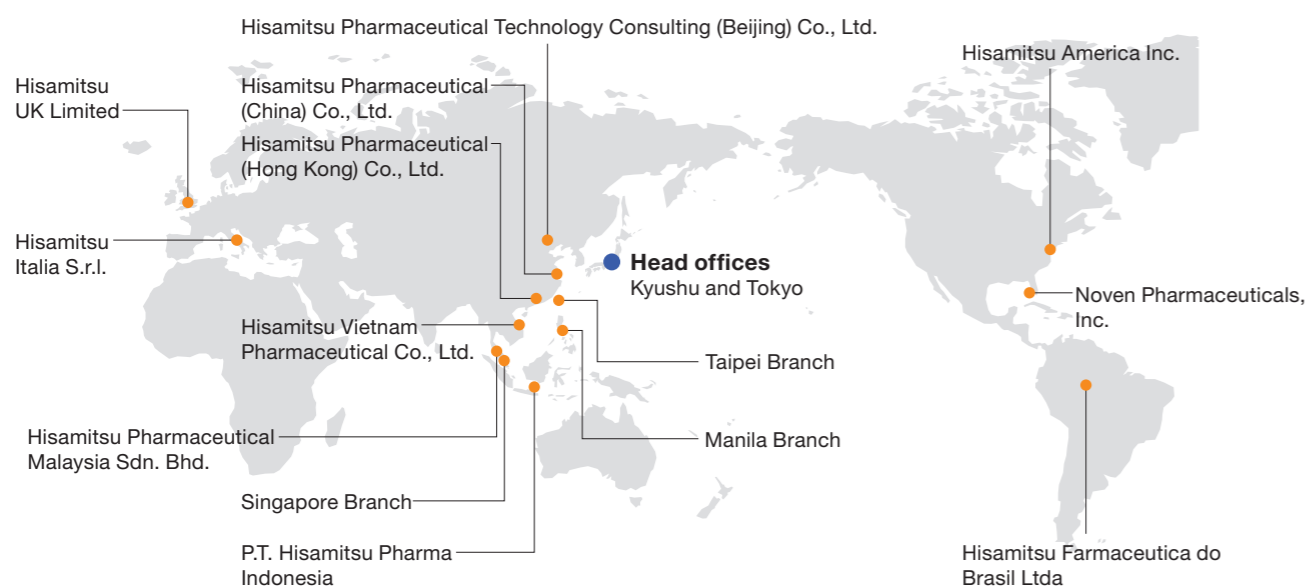 Hisamitsu Pharmaceutical Technology Consulting (Beijing) Co., Ltd.
Hisamitsu America Inc.
Hisamitsu
UK Limited
Hisamitsu Pharmaceutical
(China) Co., Ltd.
Hisamitsu Pharmaceutical
(Hong Kong) Co., Ltd.
Hisamitsu
Italia S.r.l.
Head offices
Kyushu and Tokyo
Noven Pharmaceuticals,
Inc.
Hisamitsu Vietnam
Pharmaceutical Co., Ltd.
Taipei Branch
Hisamitsu Pharmaceutical
Malaysia Sdn. Bhd.
Manila Branch
Singapore Branch
P.T. Hisamitsu Pharma
Indonesia
Hisamitsu Farmaceutica do
Brasil Ltda